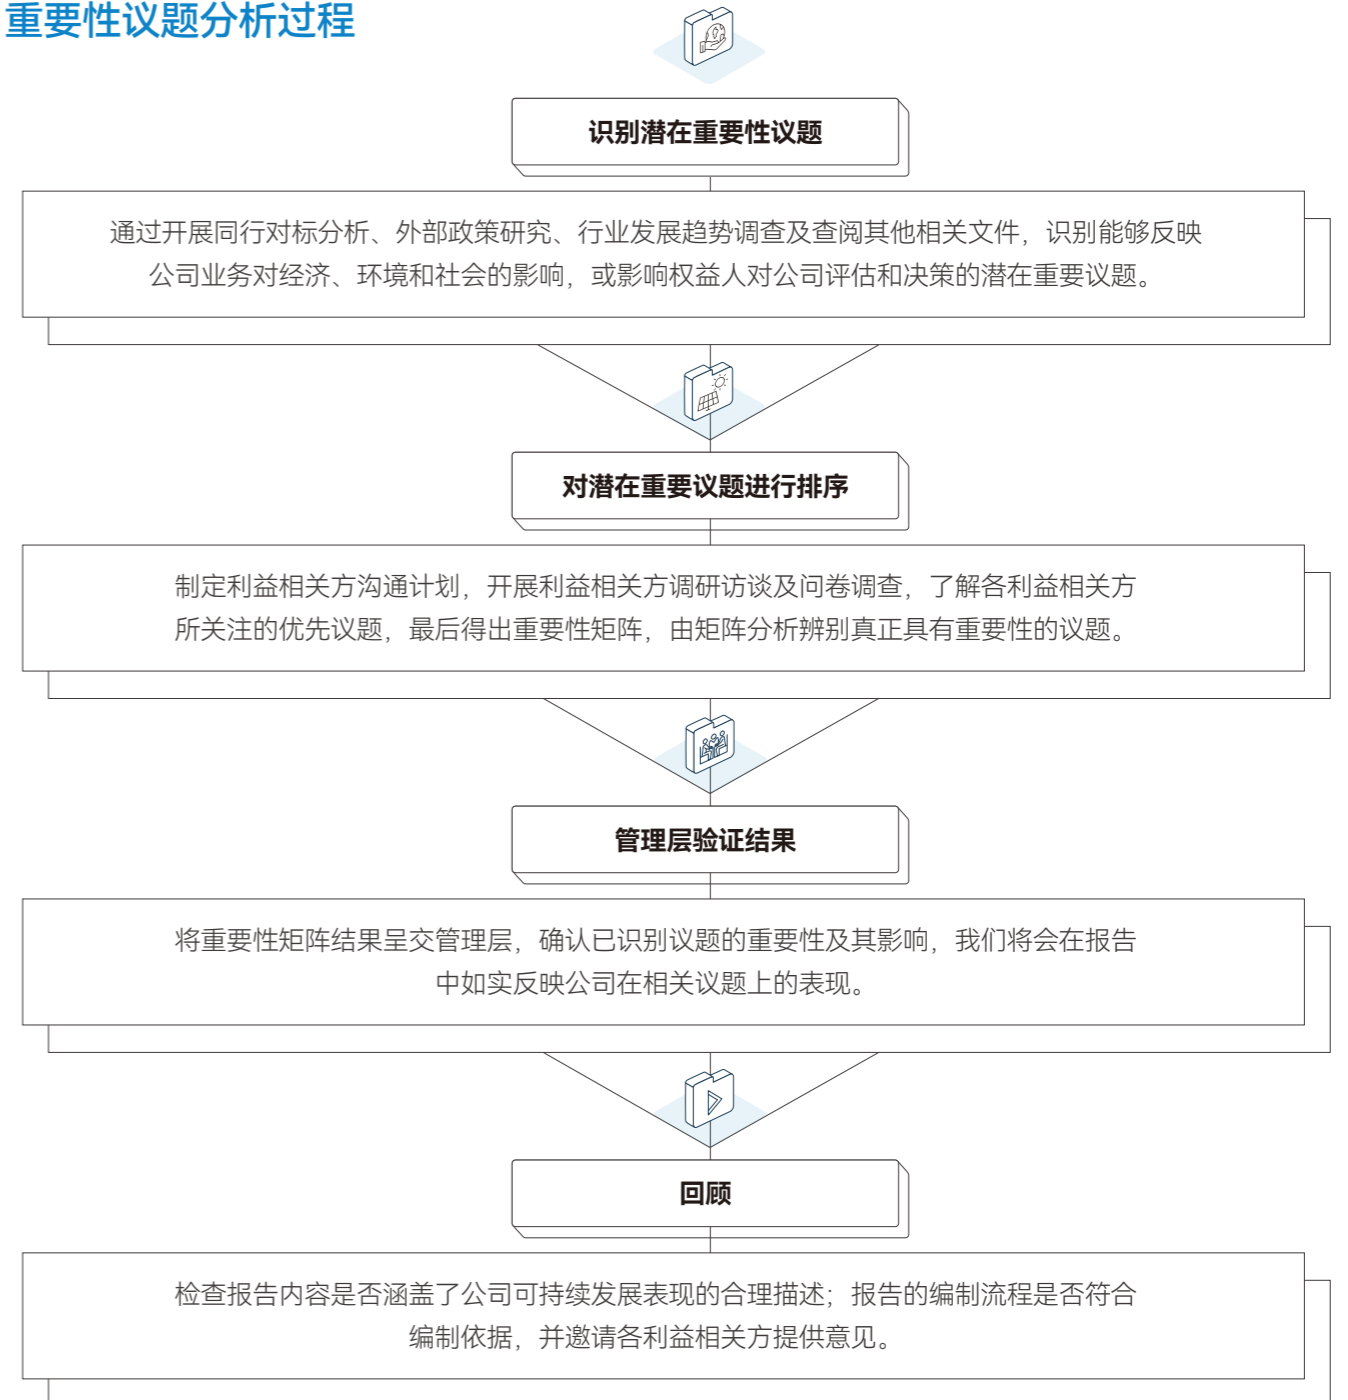 重要性议题分析过程
识别潜在重要性议题
通过开展同行对标分析、外部政策研究、行业发展趋势调查及查阅其他相关文件，识别能够反映
公司业务对经济、环境和社会的影响，或影响权益人对公司评估和决策的潜在重要议题。
对潜在重要议题进行排序
制定利益相关方沟通计划，开展利益相关方调研访谈及问卷调查，了解各利益相关方
所关注的优先议题，最后得出重要性矩阵，由矩阵分析辨别真正具有重要性的议题。
管理层验证结果
将重要性矩阵结果呈交管理层，确认已识别议题的重要性及其影响，我们将会在报告
中如实反映公司在相关议题上的表现。
回顾
检查报告内容是否涵盖了公司可持续发展表现的合理描述；报告的编制流程是否符合
编制依据，并邀请各利益相关方提供意见。